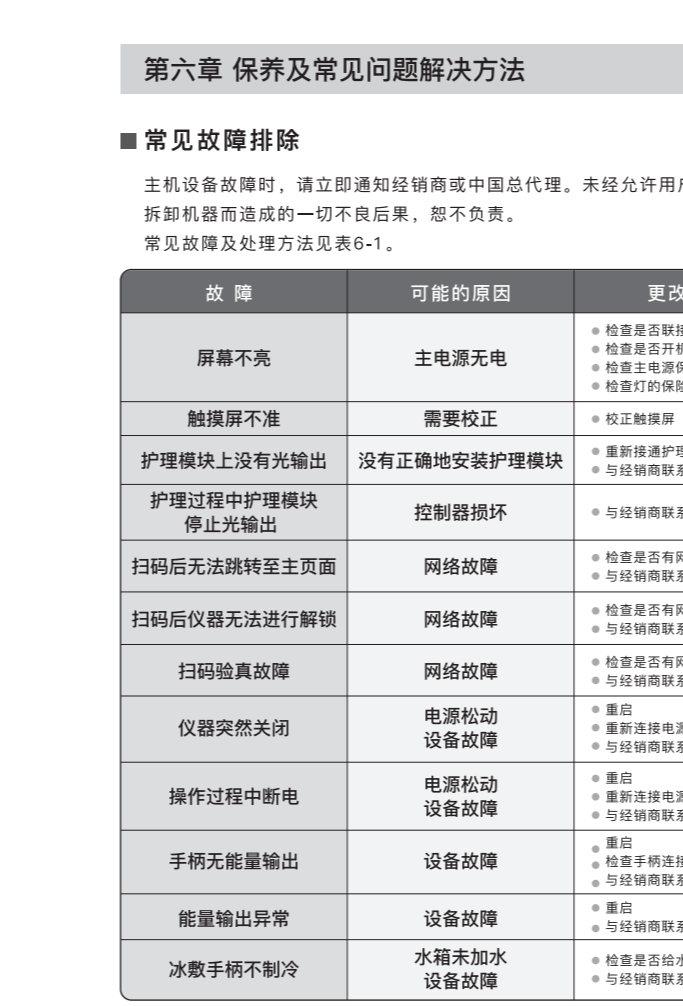 第六章 保养及常见问题解决方法
常见故障排除
主机设备故障时，请立即通知经销商或中国总代理。未经允许用户
拆卸机器而造成的一切不良后果，恕不负责。
常见故障及处理方法见表6-1。
故 障 可能的原因 更改
屏幕不亮 主电源无电
检查是否联接
检查是否开机
检查主电源保
检查灯的保险
触摸屏不准 需要校正 校正触摸屏
护理模块上没有光输出 没有正确地安装护理模块
重新接通护理
与经销商联系
护理过程中护理模块
停止光输出
控制器损坏 与经销商联系
扫码后无法跳转至主页面 网络故障
检查是否有网
与经销商联系
扫码后仪器无法进行解锁 网络故障
检查是否有网
与经销商联系
扫码验真故障 网络故障
检查是否有网
与经销商联系
仪器突然关闭
电源松动
设备故障
重启
重新连接电源
与经销商联系
操作过程中断电
电源松动
设备故障
重启
重新连接电源
与经销商联系
手柄无能量输出 设备故障
重启
检查手柄连接
与经销商联系
能量输出异常 设备故障
重启
与经销商联系
冰敷手柄不制冷
水箱未加水
设备故障
检查是否给水
与经销商联系